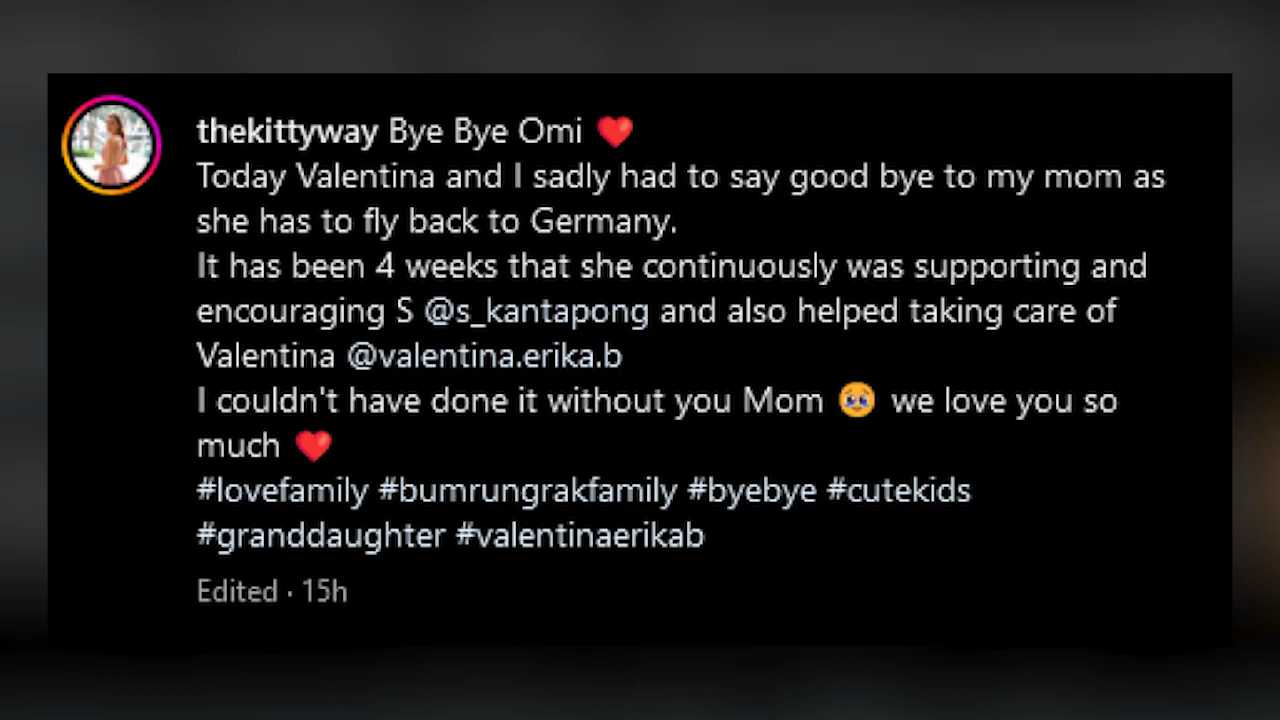 thekittyway Bye Bye Omi ❤️
Today Valentina and I sadly had to say good bye to my mom as
she has to fly back to Germany.
It has been 4 weeks that she continuously was supporting and
encouraging S @s_kantapong and also helped taking care of
Valentina @valentina.erika.b
I couldn't have done it without you Mom 🥹 we love you so
much ❤️
#lovefamily #bumrungrakfamily #byebye #cutekids
#granddaughter #valentinaerikab
Edited · 15h